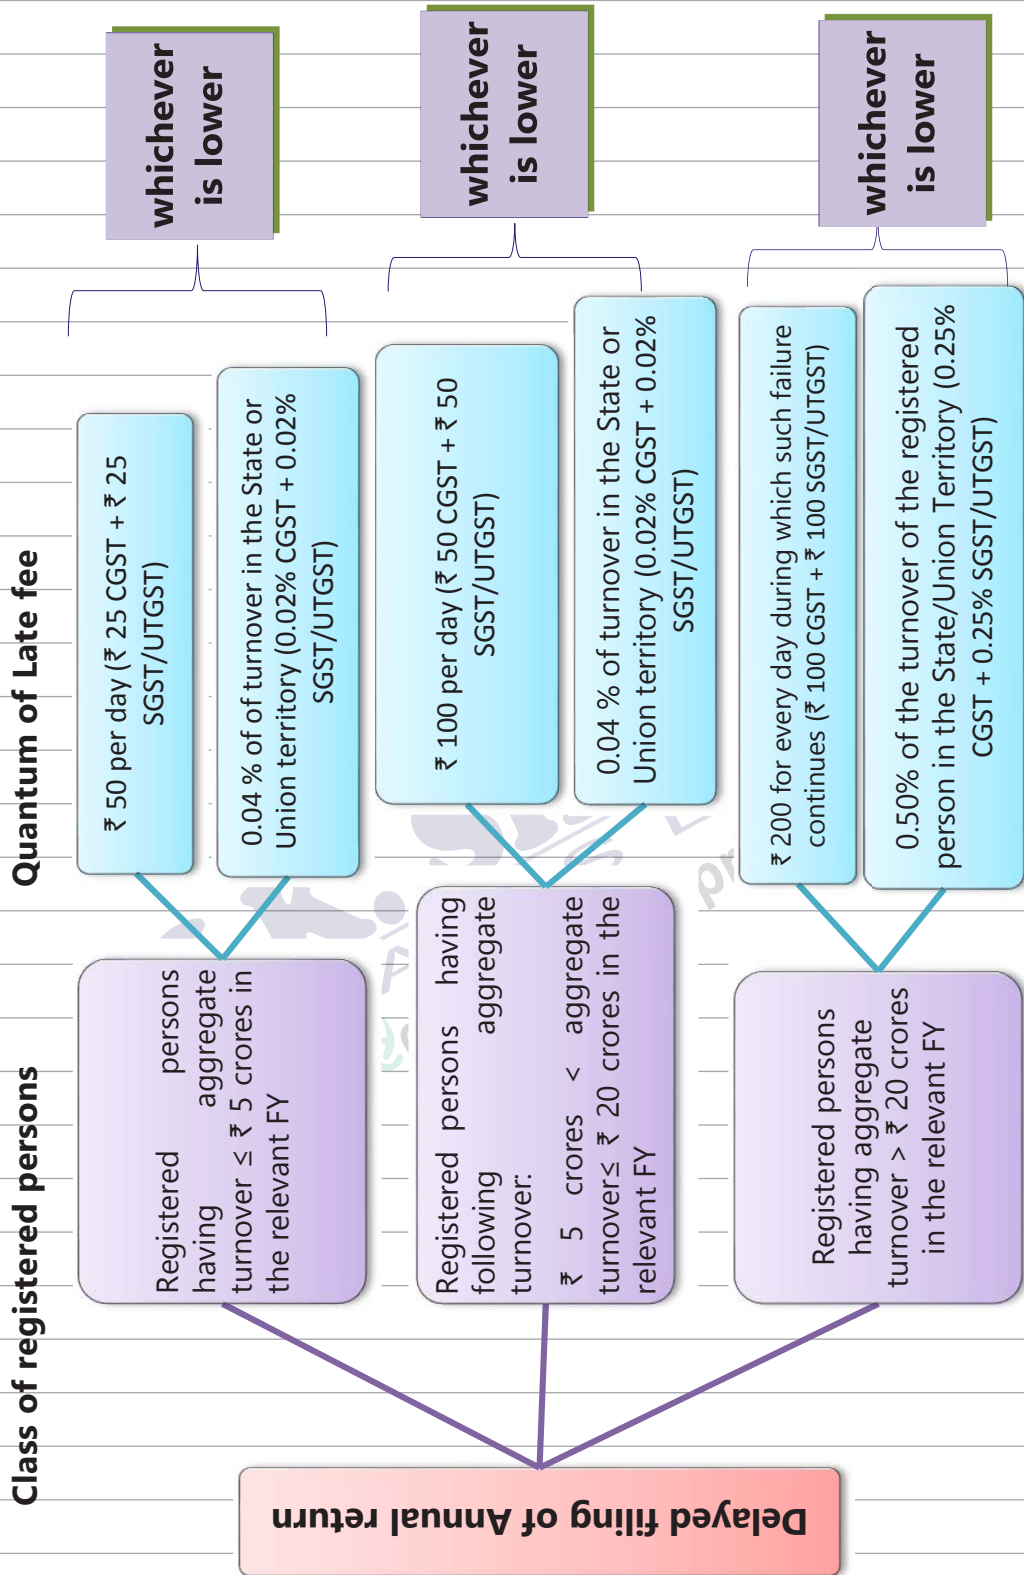 Class of registered persons
Quantum of Late fee
Delayed filing of Annual return
Registered persons
having aggregate
turnover ≤ ₹ 5 crores in
the relevant FY
₹ 50 per day (₹ 25 CGST + ₹ 25
SGST/UTGST)
0.04 % of of turnover in the State or
Union territory (0.02% CGST + 0.02%
SGST/UTGST)
whichever
is lower
Registered persons having
following aggregate
turnover:
₹ 5 crores < aggregate
turnover≤ ₹ 20 crores in the
relevant FY
₹ 100 per day (₹ 50 CGST + ₹ 50
SGST/UTGST)
0.04 % of turnover in the State or
Union territory (0.02% CGST + 0.02%
SGST/UTGST)
whichever
is lower
Registered persons
having aggregate
turnover > ₹ 20 crores
in the relevant FY
₹ 200 for every day during which such failure
continues (₹ 100 CGST + ₹ 100 SGST/UTGST)
0.50% of the turnover of the registered
person in the State/Union Territory (0.25%
CGST + 0.25% SGST/UTGST)
whichever
is lower